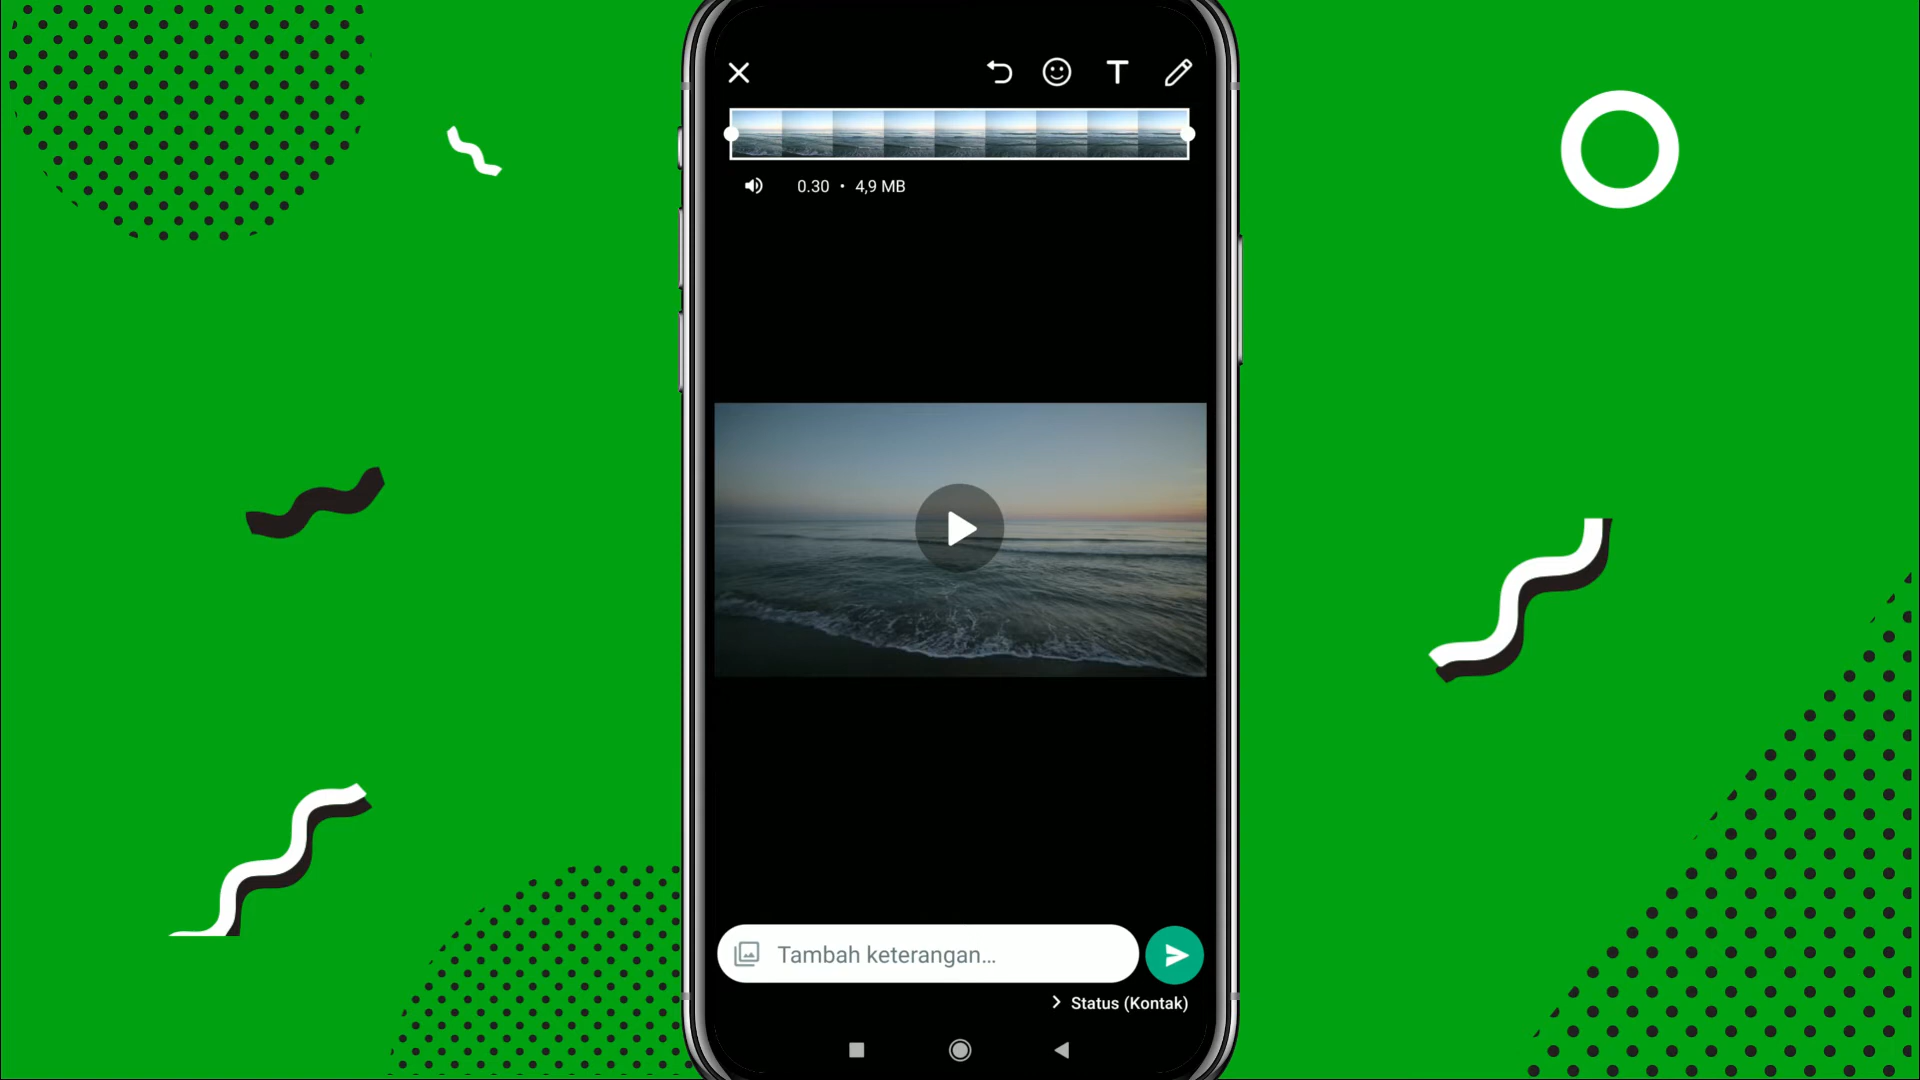 T
0.30 • 4,9 MB
Tambah keterangan...
Status (Kontak)